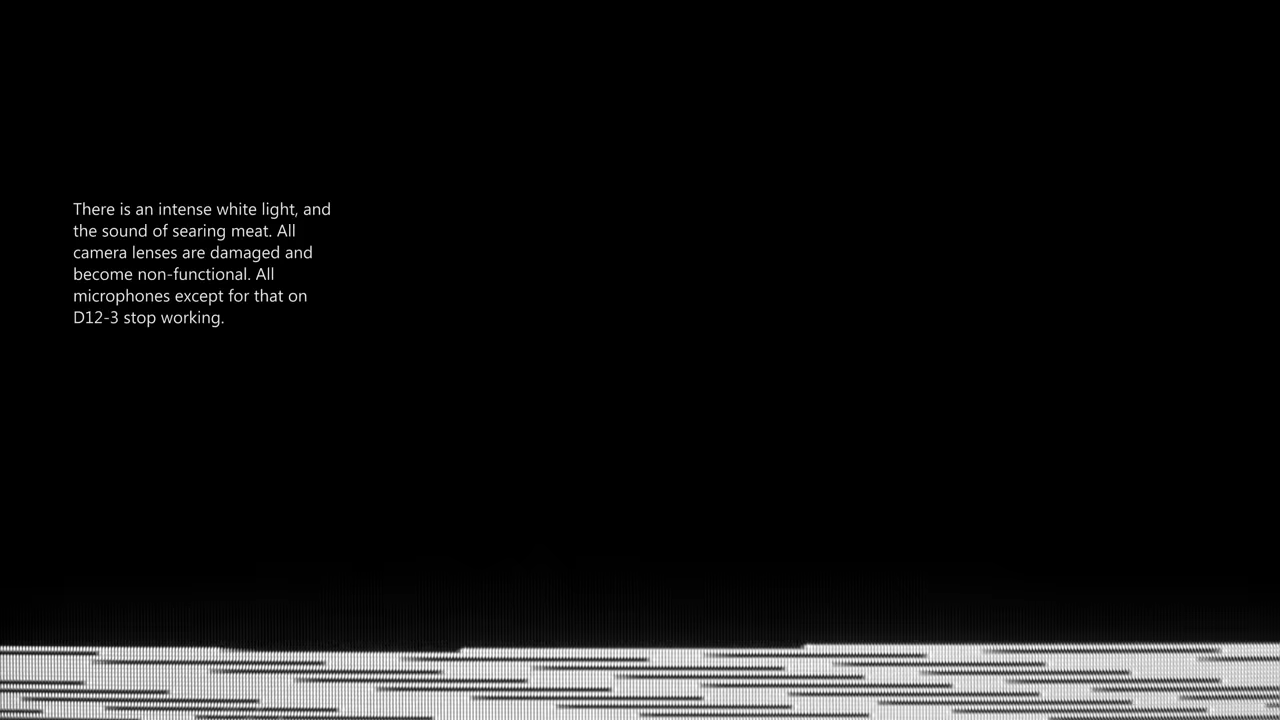 There is an intense white light, and
the sound of searing meat. All
camera lenses are damaged and
become non-functional. All
microphones except for that on
D12-3 stop working.